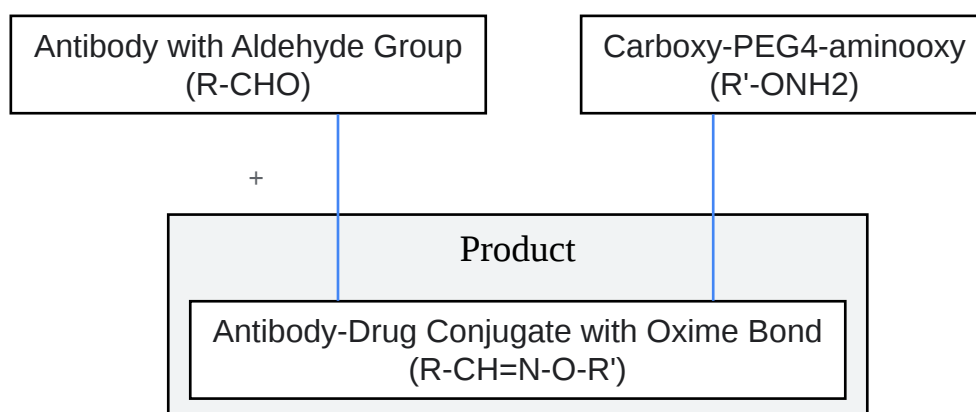 Antibody with Aldehyde Group
(R-CHO)
Carboxy-PEG4-aminooxy
(R'-ONH2)
+
Product
Antibody-Drug Conjugate with Oxime Bond
(R-CH=N-O-R')